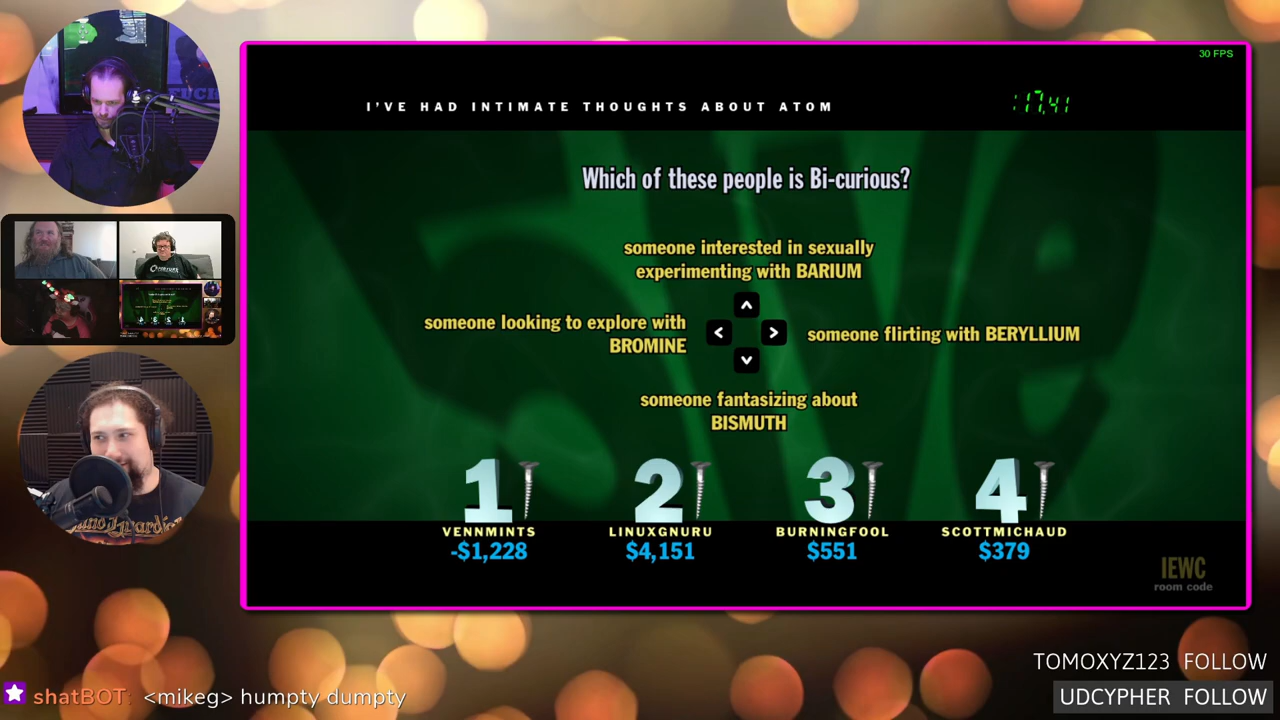 30 FPS
I'VE HAD INTIMATE THOUGHTS ABOUT ATOM
:17.41
Which of these people is Bi-curious?
someone interested in sexually
experimenting with BARIUM
someone looking to explore with
BROMINE
someone flirting with BERYLLIUM
someone fantasizing about
BISMUTH
1 2 3 4
VENNMINTS LINUXGNURU BURNINGFOOL SCOTTMICHAUD
-$1,228 $4,151 $551 $379
IEWC
room code
TOMOXYZ123 FOLLOW
UDCYPHER FOLLOW
shatBOT: <mikeg> humpty dumpty